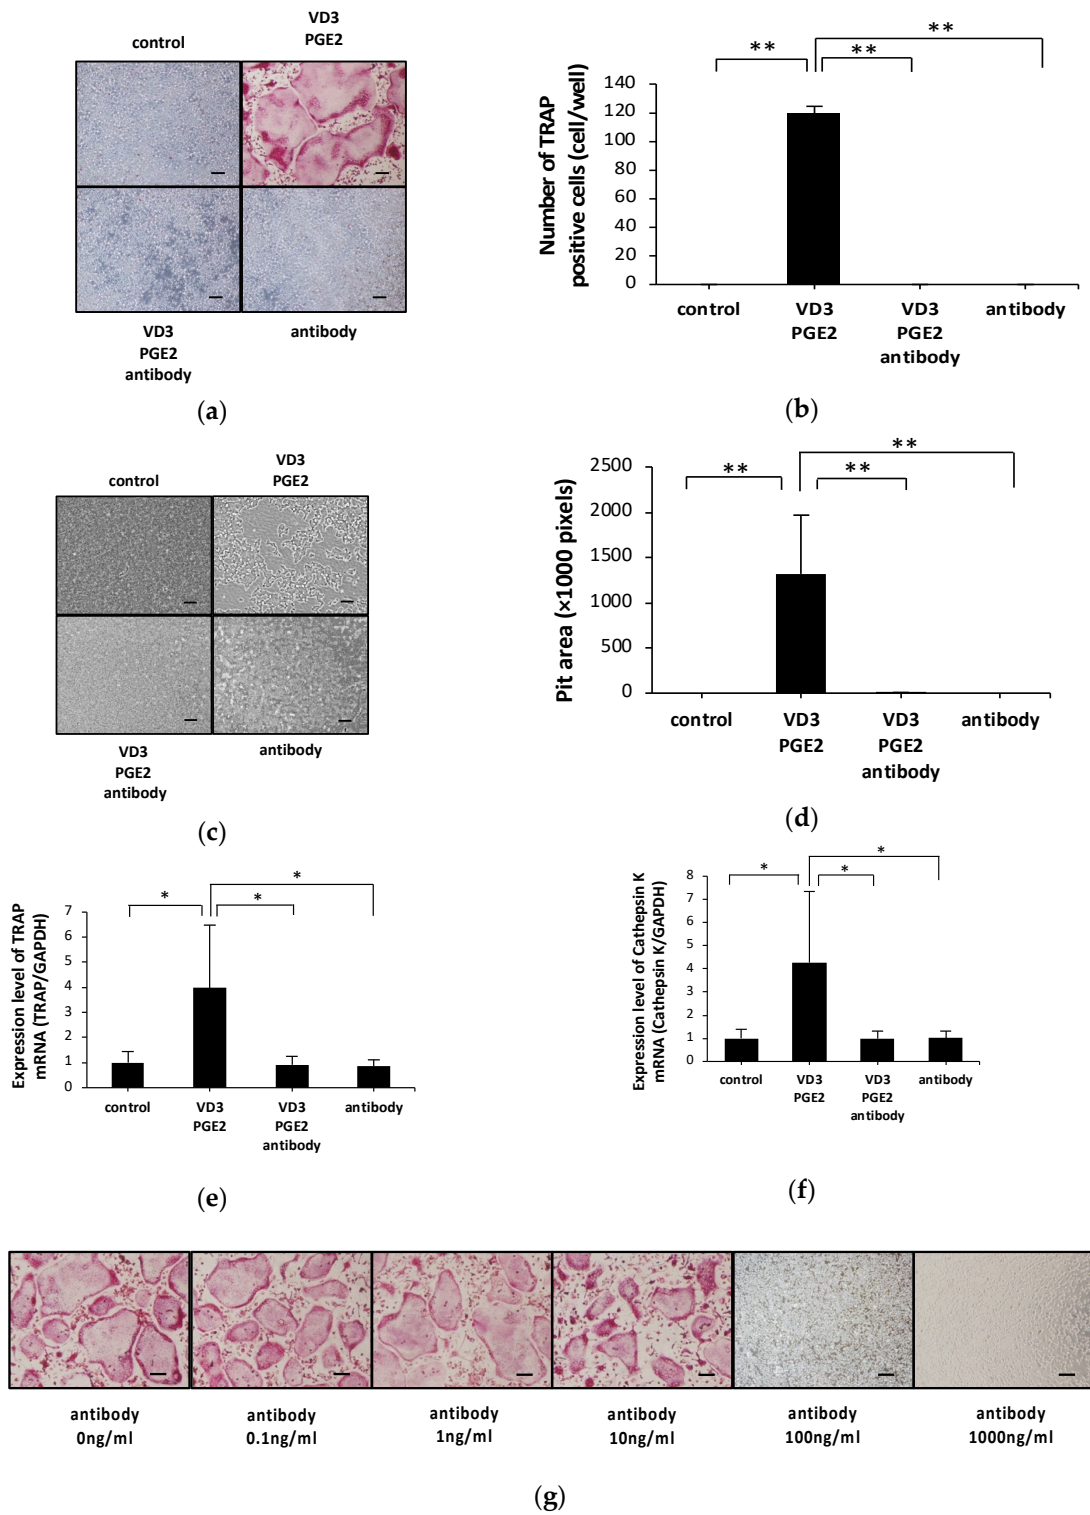 control
VD3
PGE2
VD3
PGE2
antibody
antibody
(a)
**
**
**
Number of TRAP
positive cells (cell/well)
140
120
100
80
60
40
20
0
control
VD3
PGE2
VD3
PGE2
antibody
antibody
(b)
control
VD3
PGE2
VD3
PGE2
antibody
antibody
(c)
**
**
**
Pit area (×1000 pixels)
2500
2000
1500
1000
500
0
control
VD3
PGE2
VD3
PGE2
antibody
antibody
(d)
*
*
*
Expression level of TRAP
mRNA (TRAP/GAPDH)
7
6
5
4
3
2
1
0
control
VD3
PGE2
VD3
PGE2
antibody
antibody
(e)
*
*
*
Expression level of Cathepsin K
mRNA (Cathepsin K/GAPDH)
8
7
6
5
4
3
2
1
0
control
VD3
PGE2
VD3
PGE2
antibody
antibody
(f)
antibody
0ng/ml
antibody
0.1ng/ml
antibody
1ng/ml
antibody
10ng/ml
antibody
100ng/ml
antibody
1000ng/ml
(g)